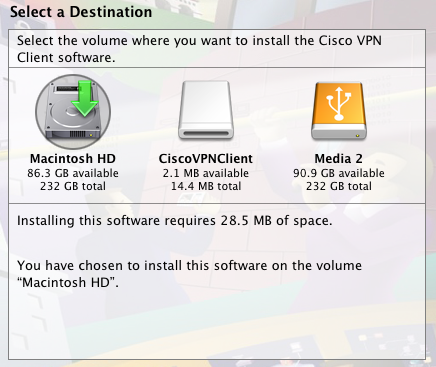 Select a Destination
Select the volume where you want to install the Cisco VPN
Client software.
Macintosh HD
86.3 GB available
232 GB total
CiscoVPNClient
2.1 MB available
14.4 MB total
Media 2
90.9 GB available
232 GB total
Installing this software requires 28.5 MB of space.
You have chosen to install this software on the volume
“Macintosh HD”.